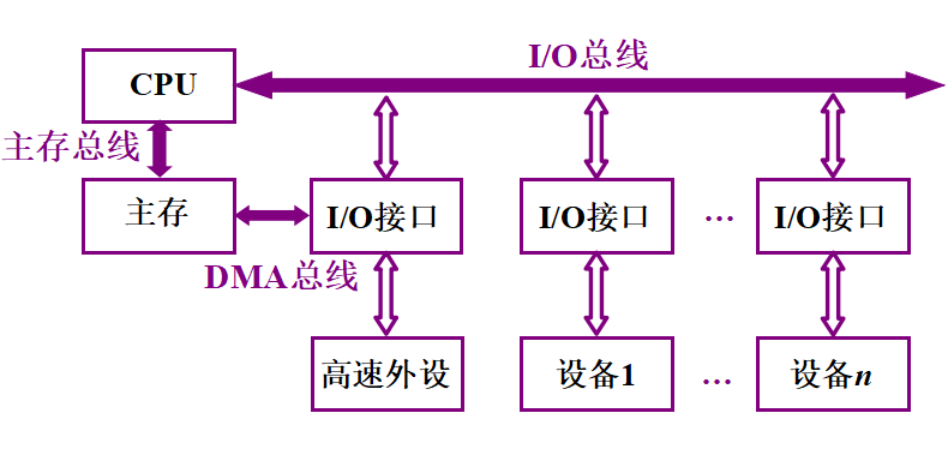 I/O总线
CPU
主存总线
主存
I/O接口
I/O接口
…
I/O接口
DMA总线
高速外设
设备1
…
设备n